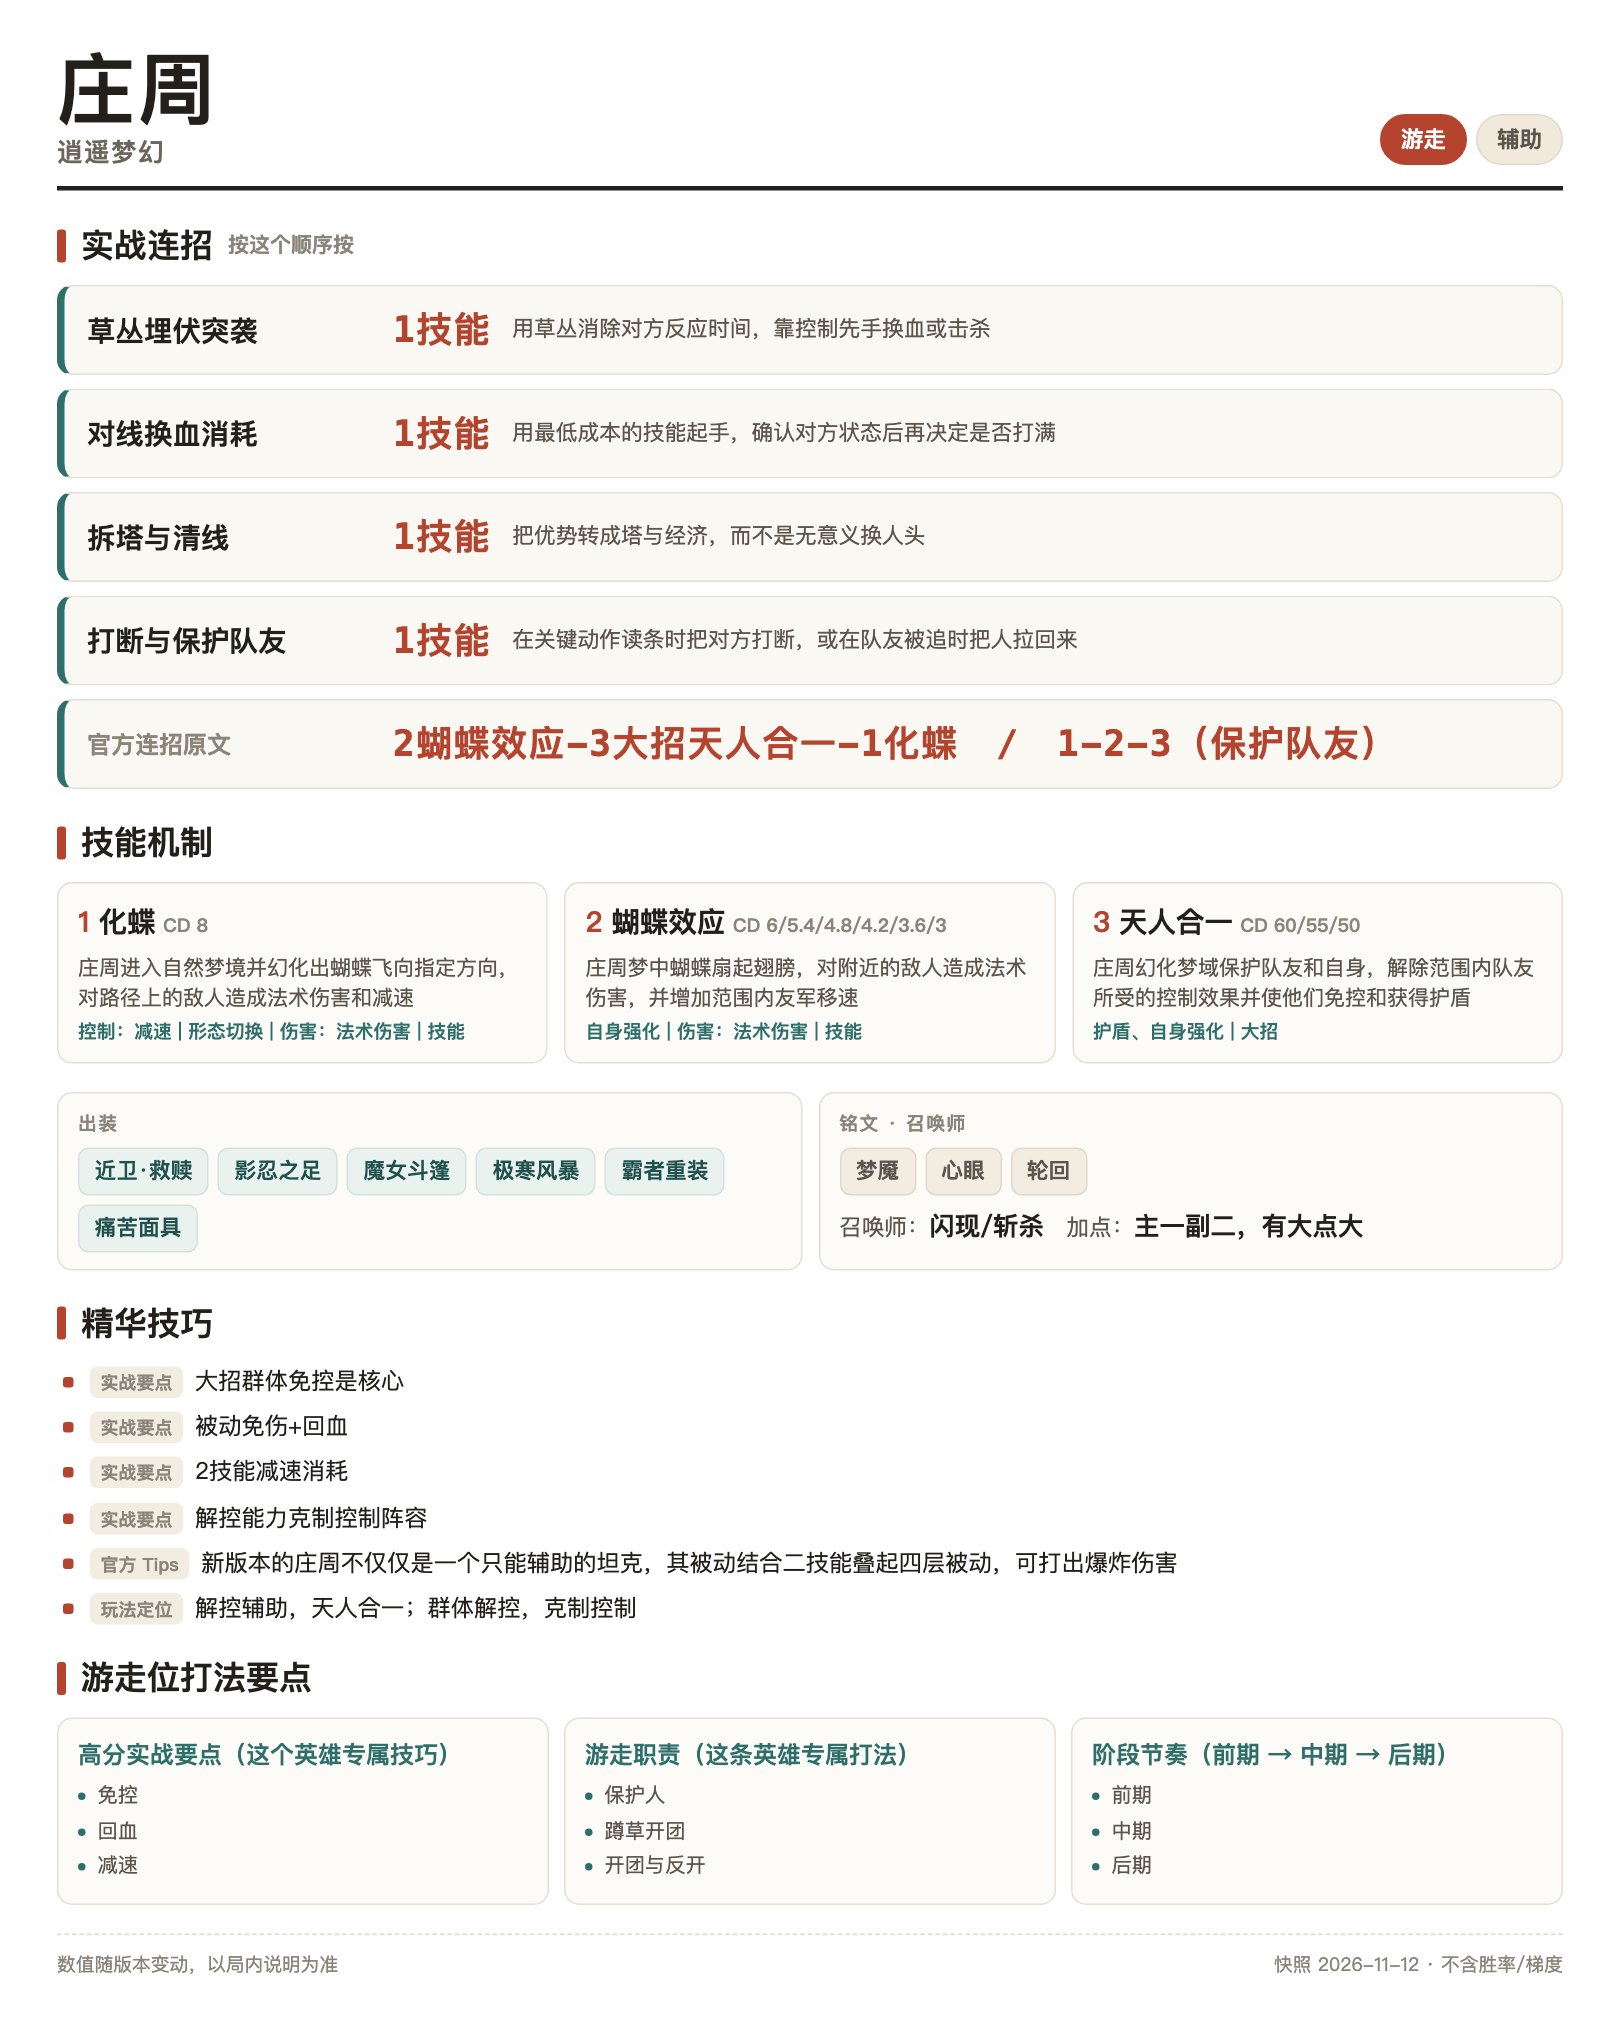 庄周
逍遥梦幻
游走 辅助
实战连招 按这个顺序按
草丛埋伏突袭 1技能 用草丛消除对方反应时间，靠控制先手换血或击杀
对线换血消耗 1技能 用最低成本的技能起手，确认对方状态后再决定是否打满
拆塔与清线 1技能 把优势转成塔与经济，而不是无意义换人头
打断与保护队友 1技能 在关键动作读条时把对方打断，或在队友被追时把人拉回来
官方连招原文 2蝴蝶效应–3大招天人合一–1化蝶 / 1–2–3（保护队友）
技能机制
1 化蝶 CD 8
庄周进入自然梦境并幻化出蝴蝶飞向指定方向，
对路径上的敌人造成法术伤害和减速
控制：减速 | 形态切换 | 伤害：法术伤害 | 技能
2 蝴蝶效应 CD 6/5.4/4.8/4.2/3.6/3
庄周梦中蝴蝶扇起翅膀，对附近的敌人造成法术
伤害，并增加范围内友军移速
自身强化 | 伤害：法术伤害 | 技能
3 天人合一 CD 60/55/50
庄周幻化梦域保护队友和自身，解除范围内队友
所受的控制效果并使他们免控和获得护盾
护盾、自身强化 | 大招
出装
近卫·救赎 影忍之足 魔女斗篷 极寒风暴 霸者重装
痛苦面具
铭文 · 召唤师
梦魇 心眼 轮回
召唤师：闪现/斩杀 加点：主一副二，有大点大
精华技巧
实战要点 大招群体免控是核心
实战要点 被动免伤+回血
实战要点 2技能减速消耗
实战要点 解控能力克制控制阵容
官方 Tips 新版本的庄周不仅仅是一个只能辅助的坦克，其被动结合二技能叠起四层被动，可打出爆炸伤害
玩法定位 解控辅助，天人合一；群体解控，克制控制
游走位打法要点
高分实战要点（这个英雄专属技巧）
免控
回血
减速
游走职责（这条英雄专属打法）
保护人
蹲草开团
开团与反开
阶段节奏（前期 → 中期 → 后期）
前期
中期
后期
数值随版本变动，以局内说明为准
快照 2026–11–12 · 不含胜率/梯度